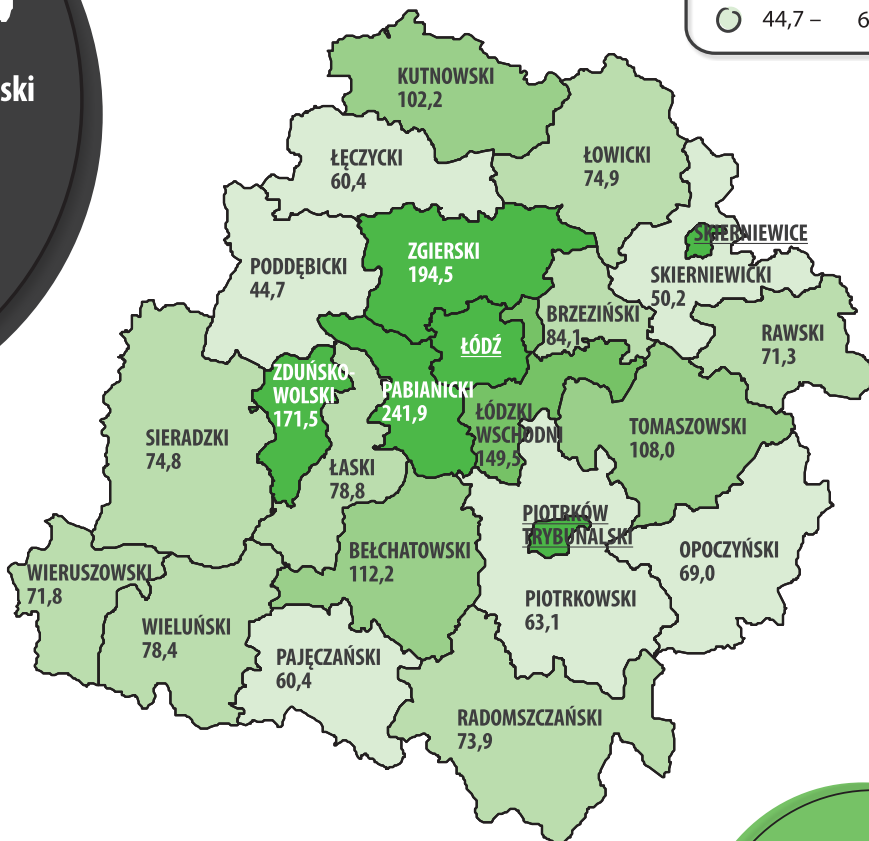 ski
44,7 – 6
KUTNOWSKI
102,2
ŁĘCZYCKI
60,4
ŁOWICKI
74,9
SKIERNIEWICE
ZGIERSKI
194,5
PODDĘBICKI
44,7
SKIERNIEWICKI
50,2
BRZEZIŃSKI
84,1
RAWSKI
71,3
ŁÓDŹ
ZDUŃSKO-
WOLSKI
171,5
PABIANICKI
241,9
ŁÓDZKI
WSCHODNI
149,5
TOMASZOWSKI
108,0
SIERADZKI
74,8
ŁASKI
78,8
PIOTRKÓW
TRYBUNALSKI
BEŁCHATOWSKI
112,2
OPOCZYŃSKI
69,0
WIERUSZOWSKI
71,8
PIOTRKOWSKI
63,1
WIELUŃSKI
78,4
PAJĘCZAŃSKI
60,4
RADOMSZCZAŃSKI
73,9